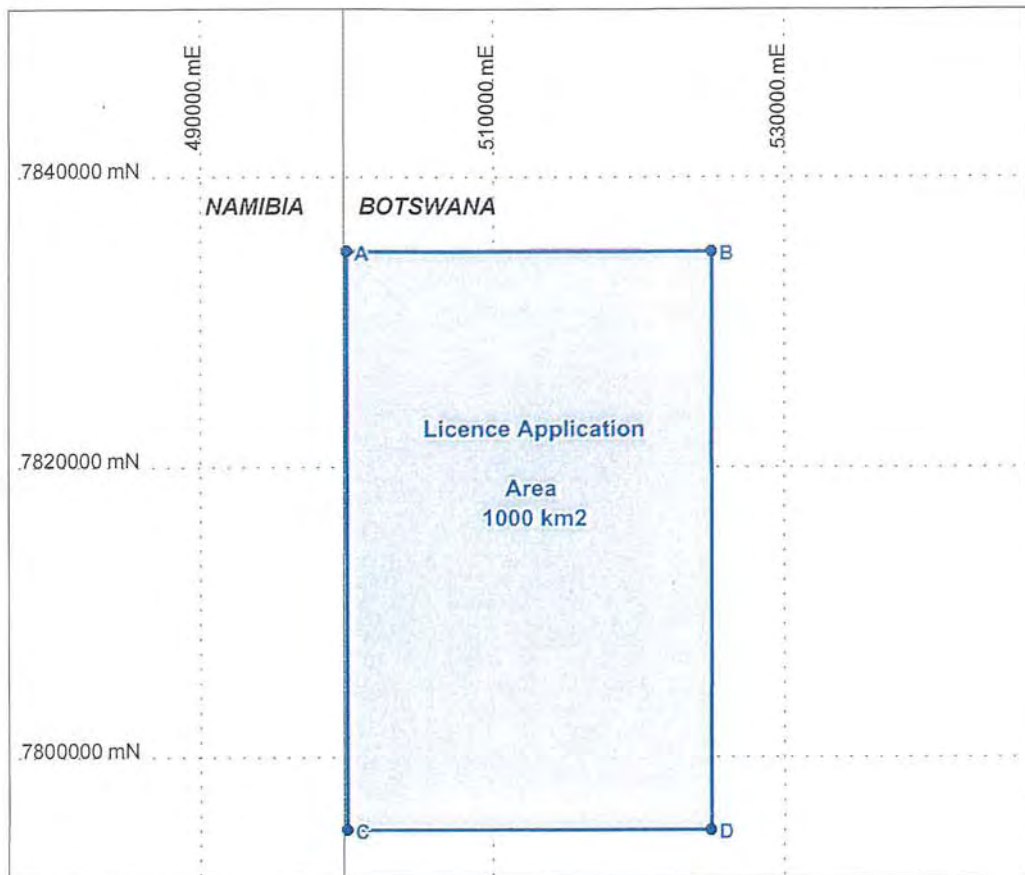 490000 mE
510000 mE
530000 mE
7840000 mN
NAMIBIA
BOTSWANA
A
B
Licence Application
7820000 mN
Area
1000 km2
7800000 mN
C
D